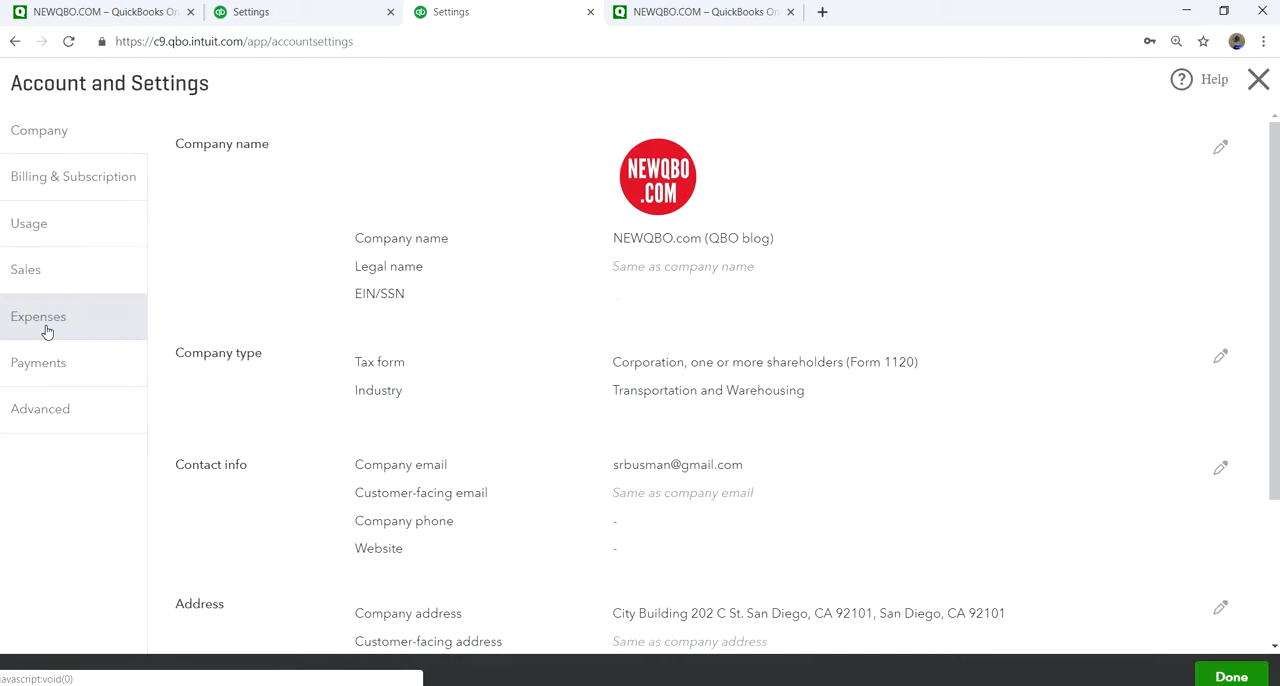 NEWQBO.COM – QuickBooks On
Settings
Settings
NEWQBO.COM – QuickBooks On
https://c9.qbo.intuit.com/app/accountsettings
Account and Settings
Help
Company
Billing & Subscription
Usage
Sales
Expenses
Payments
Advanced
Company name
NEWQBO
.COM
Company name NEWQBO.com (QBO blog)
Legal name Same as company name
EIN/SSN
Company type
Tax form Corporation, one or more shareholders (Form 1120)
Industry Transportation and Warehousing
Contact info
Company email srbusman@gmail.com
Customer-facing email Same as company email
Company phone -
Website -
Address
Company address City Building 202 C St. San Diego, CA 92101, San Diego, CA 92101
Customer-facing address Same as company address
javascript:void(0)
Done